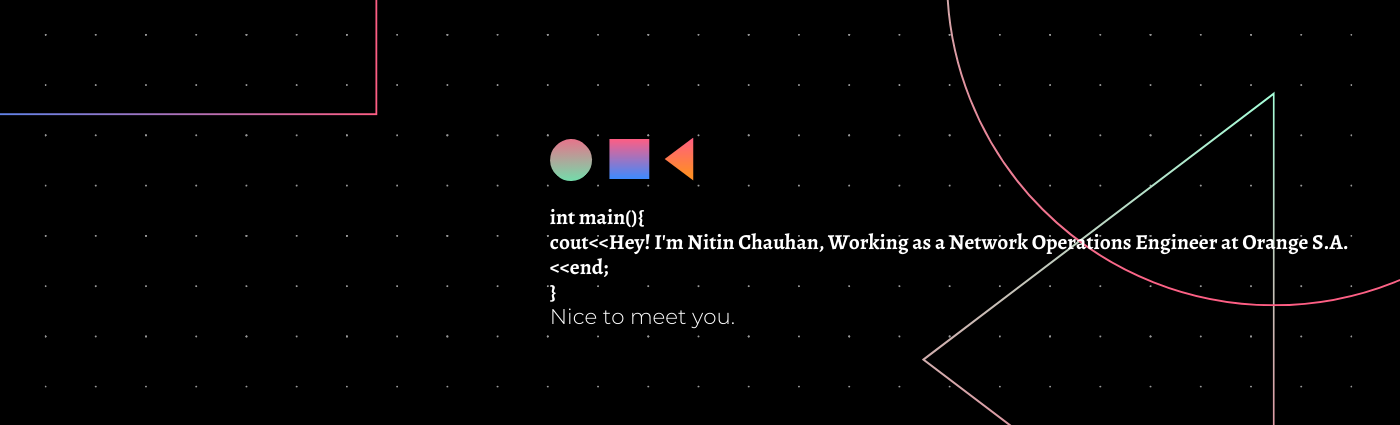 int main(){
cout<<Hey! I'm Nitin Chauhan, Working as a Network Operations Engineer at Orange S.A.
<<end;
}
Nice to meet you.